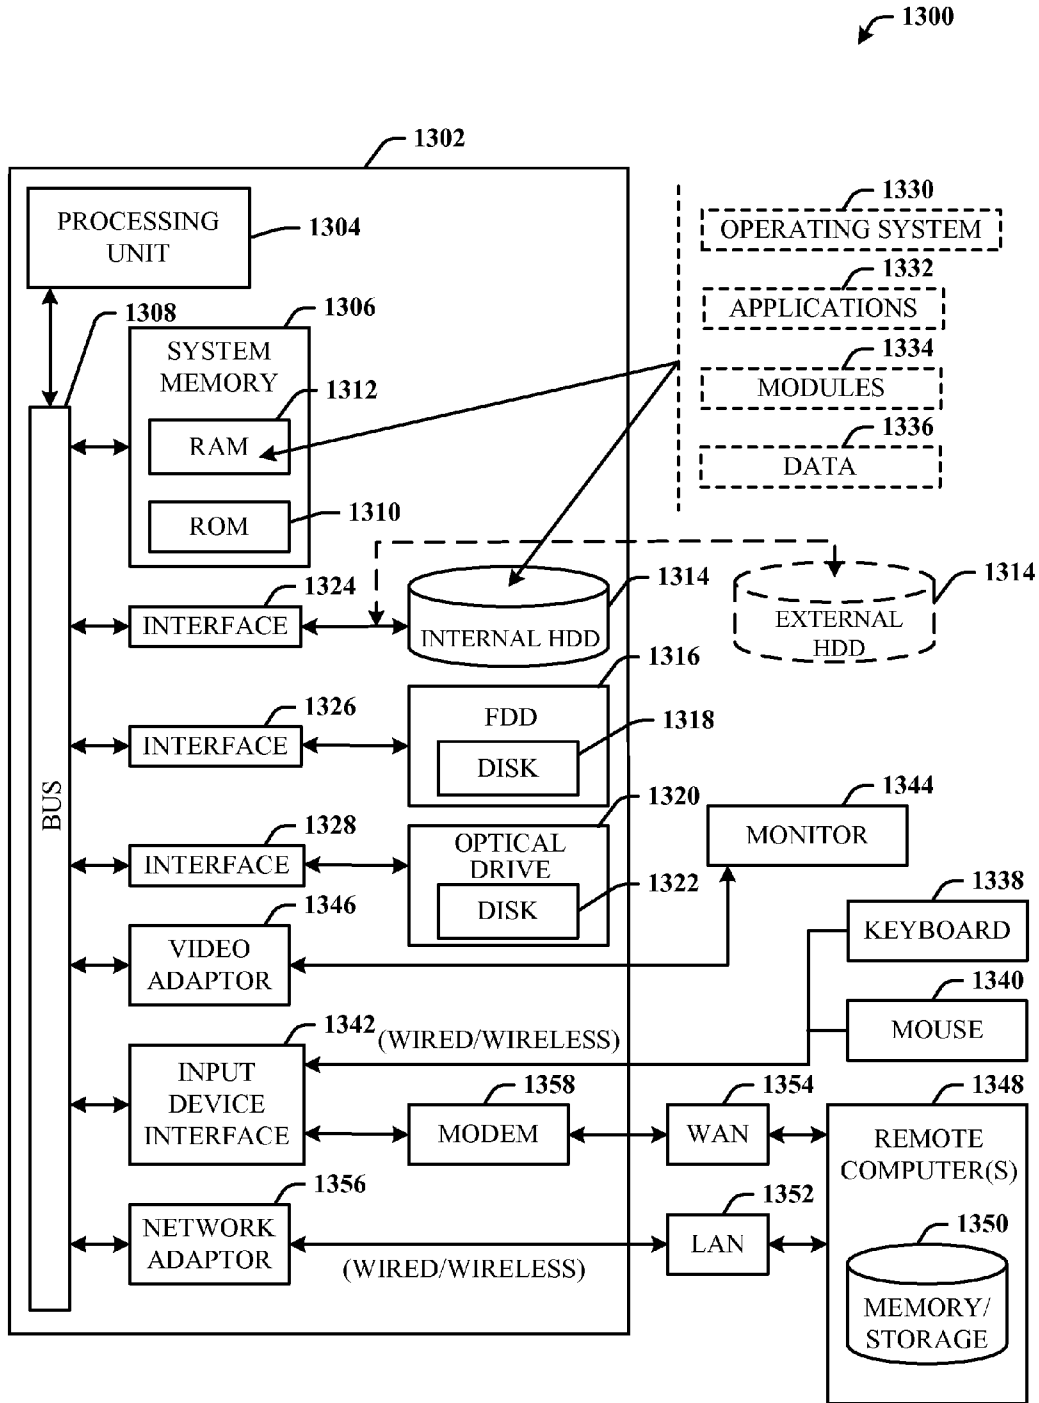 1300
1302
PROCESSING
UNIT
1304
1308
1306
SYSTEM
MEMORY
1312
RAM
1310
ROM
1330
OPERATING SYSTEM
1332
APPLICATIONS
1334
MODULES
1336
DATA
1324
INTERFACE
1314
INTERNAL HDD
1314
EXTERNAL
HDD
1326
INTERFACE
1316
FDD
1318
DISK
BUS
1328
INTERFACE
1320
OPTICAL
DRIVE
1322
DISK
1344
MONITOR
1346
VIDEO
ADAPTOR
1338
KEYBOARD
1340
MOUSE
1342
(WIRED/WIRELESS)
INPUT
DEVICE
INTERFACE
1358
MODEM
1354
WAN
1348
REMOTE
COMPUTER(S)
1356
NETWORK
ADAPTOR
(WIRED/WIRELESS)
1352
LAN
1350
MEMORY/
STORAGE